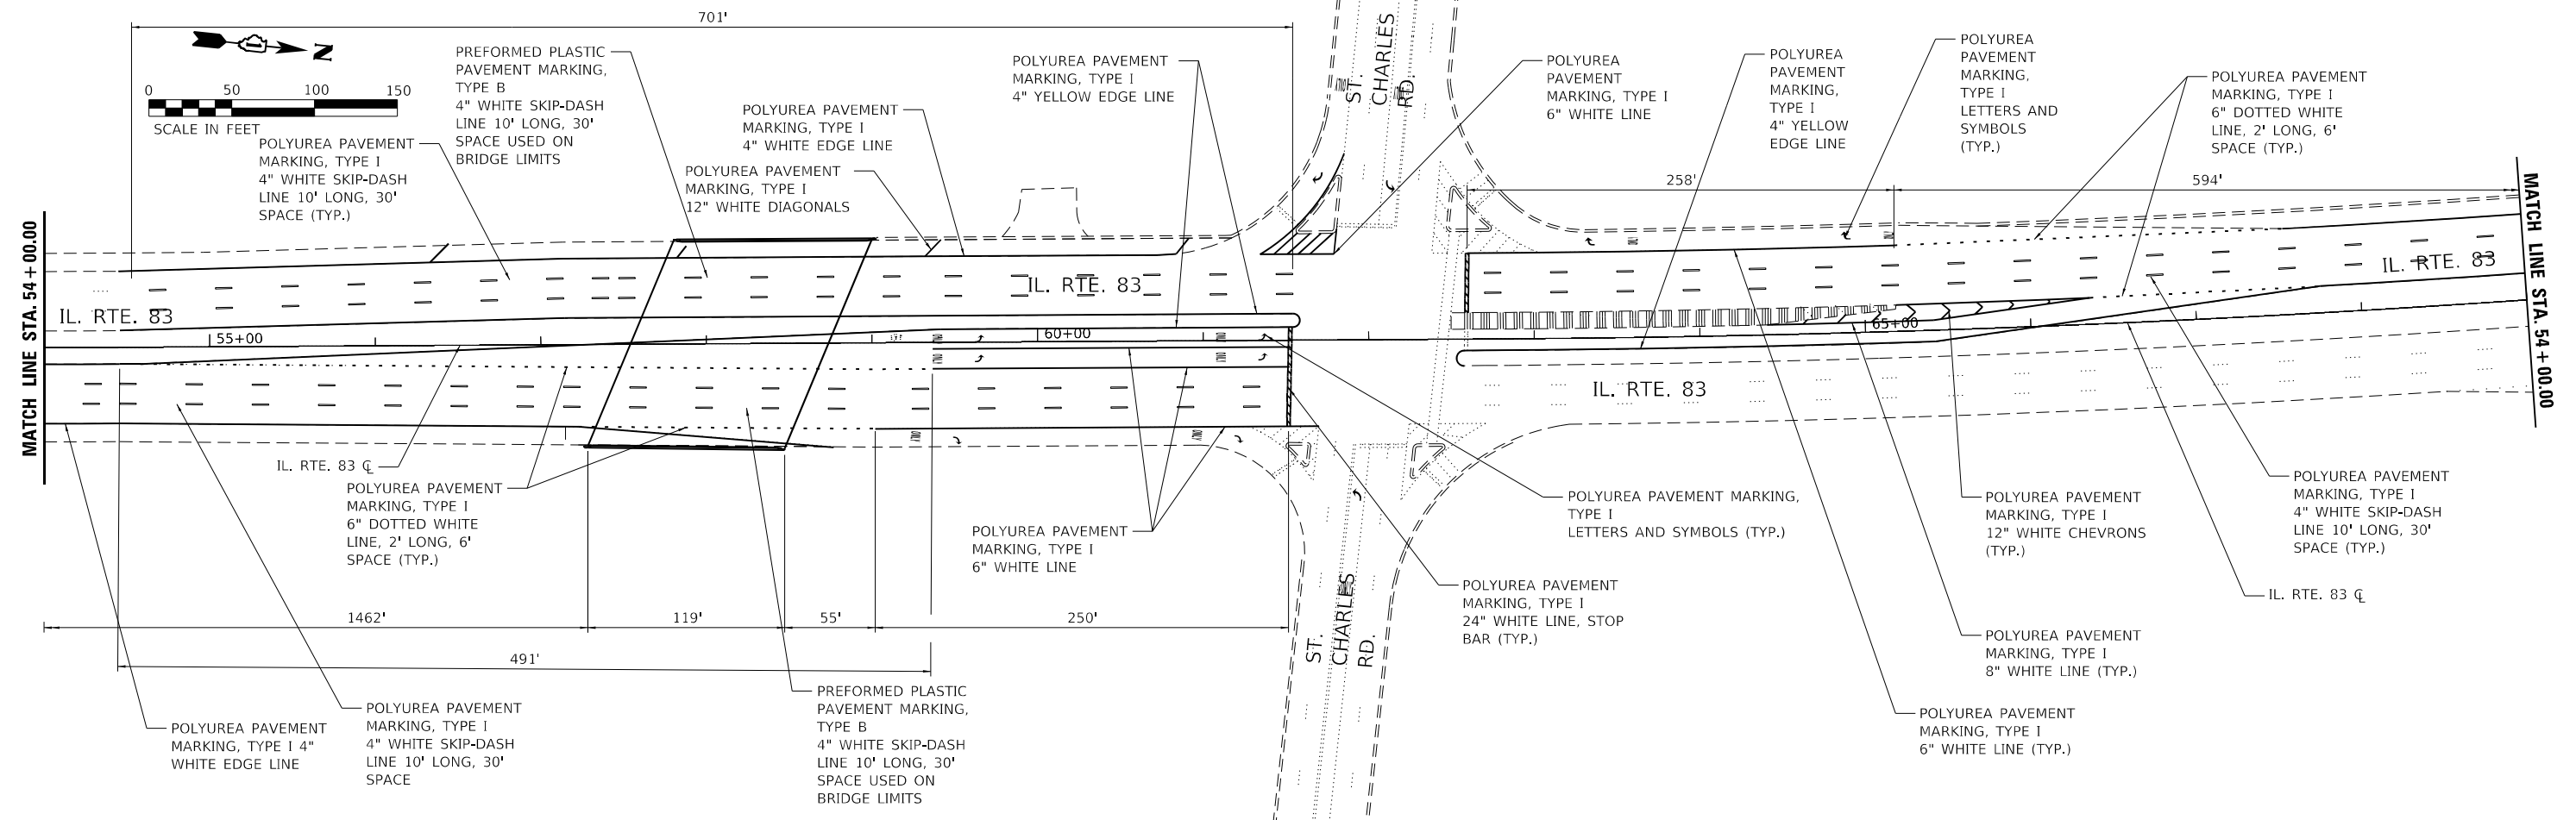 701'
N
0 50 100 150
SCALE IN FEET
POLYUREA PAVEMENT
MARKING, TYPE I
4" WHITE SKIP-DASH
LINE 10' LONG, 30'
SPACE (TYP.)
PREFORMED PLASTIC
PAVEMENT MARKING,
TYPE B
4" WHITE SKIP-DASH
LINE 10' LONG, 30'
SPACE USED ON
BRIDGE LIMITS
POLYUREA PAVEMENT
MARKING, TYPE I
4" WHITE EDGE LINE
POLYUREA PAVEMENT
MARKING, TYPE I
12" WHITE DIAGONALS
POLYUREA PAVEMENT
MARKING, TYPE I
4" YELLOW EDGE LINE
ST.
CHARLES
RD.
POLYUREA
PAVEMENT
MARKING, TYPE I
6" WHITE LINE
POLYUREA
PAVEMENT
MARKING,
TYPE I
4" YELLOW
EDGE LINE
POLYUREA
PAVEMENT
MARKING,
TYPE I
LETTERS AND
SYMBOLS
(TYP.)
POLYUREA PAVEMENT
MARKING, TYPE I
6" DOTTED WHITE
LINE, 2' LONG, 6'
SPACE (TYP.)
258'
594'
MATCH LINE STA. 54+00.00
MATCH LINE STA. 54+00.00
IL. RTE. 83
IL. RTE. 83
IL. RTE. 83
IL. RTE. 83
55+00
60+00
65+00
ONLY
ONLY
ONLY
ONLY
ONLY
ONLY
IL. RTE. 83 ℄
POLYUREA PAVEMENT
MARKING, TYPE I
6" DOTTED WHITE
LINE, 2' LONG, 6'
SPACE (TYP.)
POLYUREA PAVEMENT
MARKING, TYPE I
6" WHITE LINE
POLYUREA PAVEMENT MARKING,
TYPE I
LETTERS AND SYMBOLS (TYP.)
POLYUREA PAVEMENT
MARKING, TYPE I
24" WHITE LINE, STOP
BAR (TYP.)
POLYUREA PAVEMENT
MARKING, TYPE I
12" WHITE CHEVRONS
(TYP.)
POLYUREA PAVEMENT
MARKING, TYPE I
4" WHITE SKIP-DASH
LINE 10' LONG, 30'
SPACE (TYP.)
IL. RTE. 83 ℄
POLYUREA PAVEMENT
MARKING, TYPE I
8" WHITE LINE (TYP.)
POLYUREA PAVEMENT
MARKING, TYPE I
6" WHITE LINE (TYP.)
1462'
119'
55'
250'
491'
ST.
CHARLES
RD.
POLYUREA PAVEMENT
MARKING, TYPE I 4"
WHITE EDGE LINE
POLYUREA PAVEMENT
MARKING, TYPE I
4" WHITE SKIP-DASH
LINE 10' LONG, 30'
SPACE
PREFORMED PLASTIC
PAVEMENT MARKING,
TYPE B
4" WHITE SKIP-DASH
LINE 10' LONG, 30'
SPACE USED ON
BRIDGE LIMITS